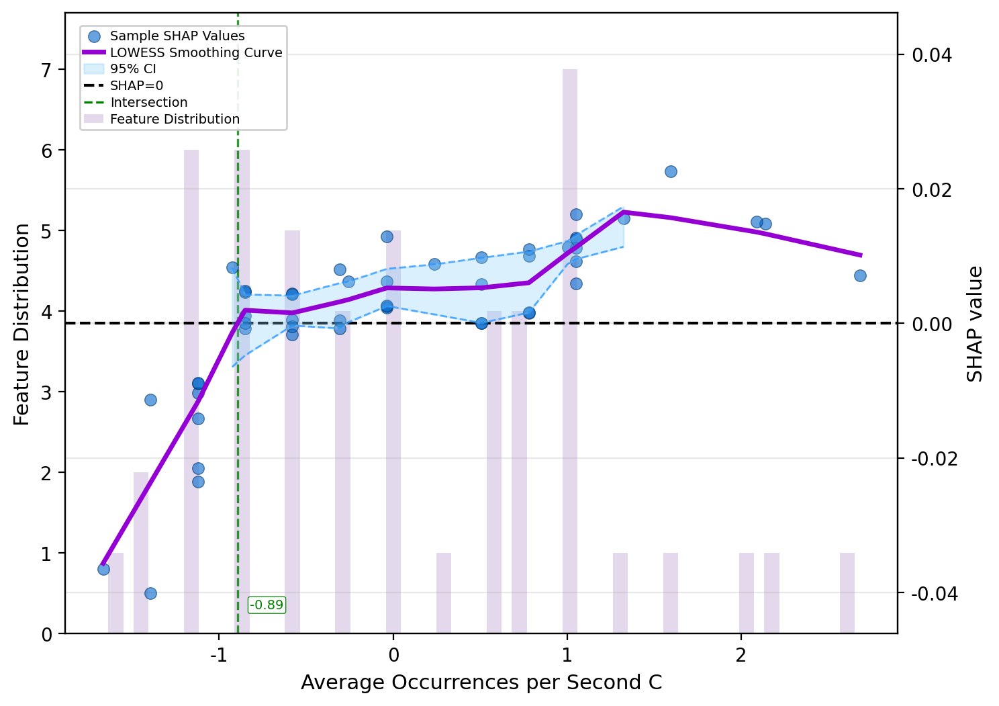 Sample SHAP Values
LOWESS Smoothing Curve
95% CI
SHAP=0
Intersection
Feature Distribution
7
6
5
4
3
2
1
0
Feature Distribution
0.04
0.02
0.00
-0.02
-0.04
SHAP value
-0.89
-1
0
1
2
Average Occurrences per Second C